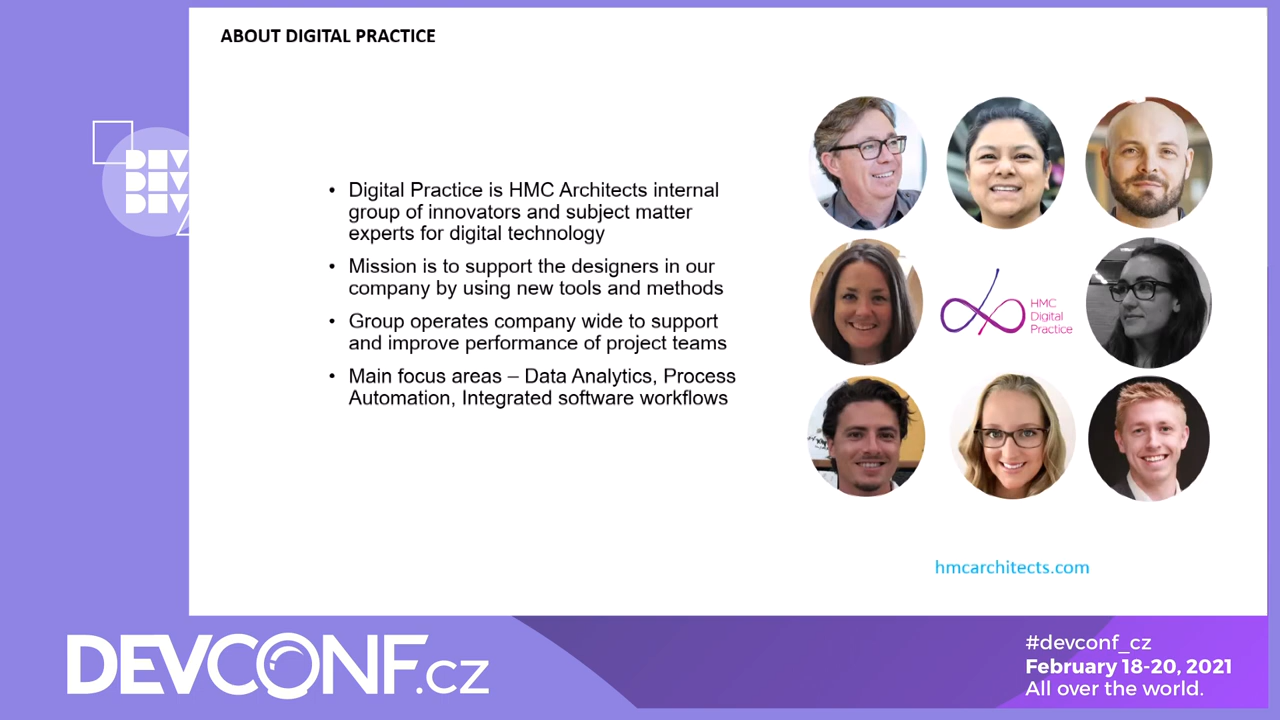 ABOUT DIGITAL PRACTICE
DEV
DEV
DEV
• Digital Practice is HMC Architects internal
group of innovators and subject matter
experts for digital technology
• Mission is to support the designers in our
company by using new tools and methods
• Group operates company wide to support
and improve performance of project teams
• Main focus areas – Data Analytics, Process
Automation, Integrated software workflows
HMC
Digital
Practice
hmcarchitects.com
DEVCONF.cz
#devconf_cz
February 18-20, 2021
All over the world.